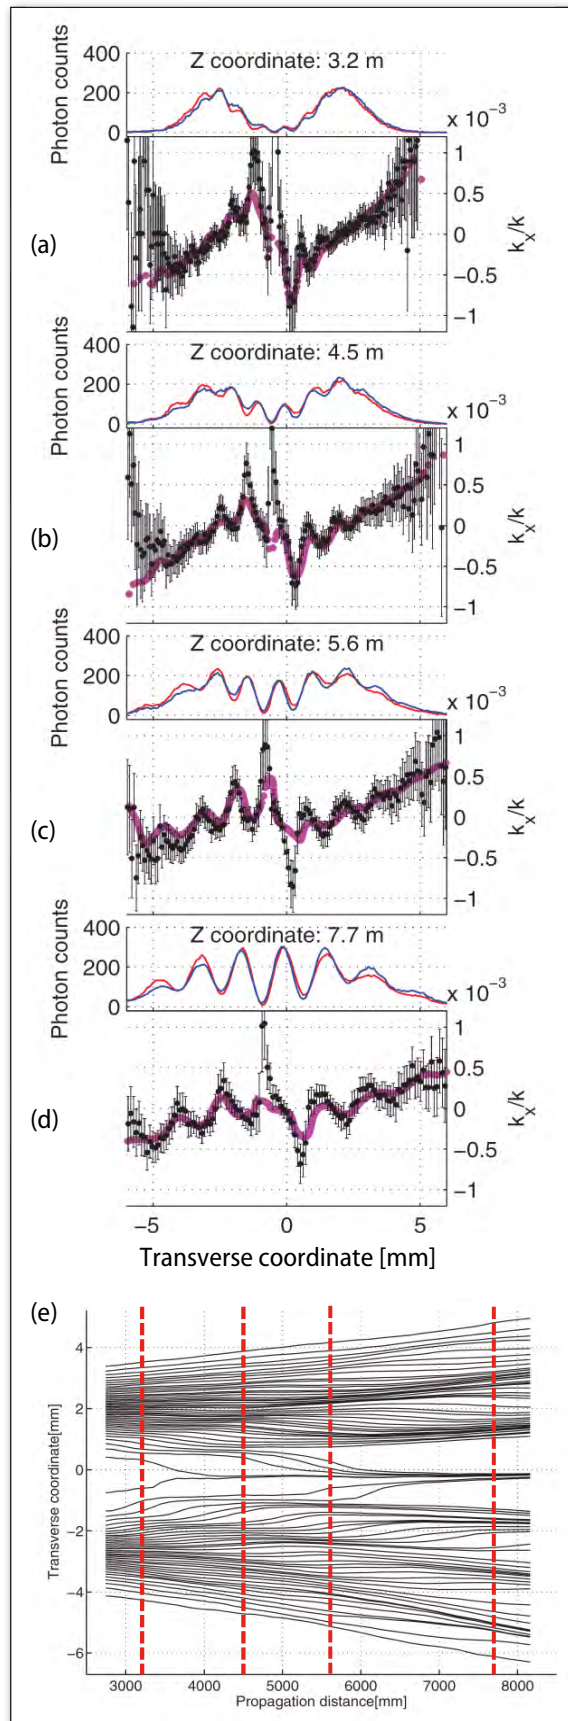 400
Z coordinate: 3.2 m
Photon counts
200
0
x 10⁻³
1
0.5
0
−0.5
−1
kₓ/k
(a)
400
Z coordinate: 4.5 m
Photon counts
200
0
x 10⁻³
1
0.5
0
−0.5
−1
kₓ/k
(b)
400
Z coordinate: 5.6 m
Photon counts
200
0
x 10⁻³
1
0.5
0
−0.5
−1
kₓ/k
(c)
400
Z coordinate: 7.7 m
Photon counts
200
0
x 10⁻³
1
0.5
0
−0.5
−1
kₓ/k
(d)
−5 0 5
Transverse coordinate [mm]
(e)
4
2
0
−2
−4
−6
Transverse coordinate[mm]
3000 4000 5000 6000 7000 8000
Propagation distance[mm]